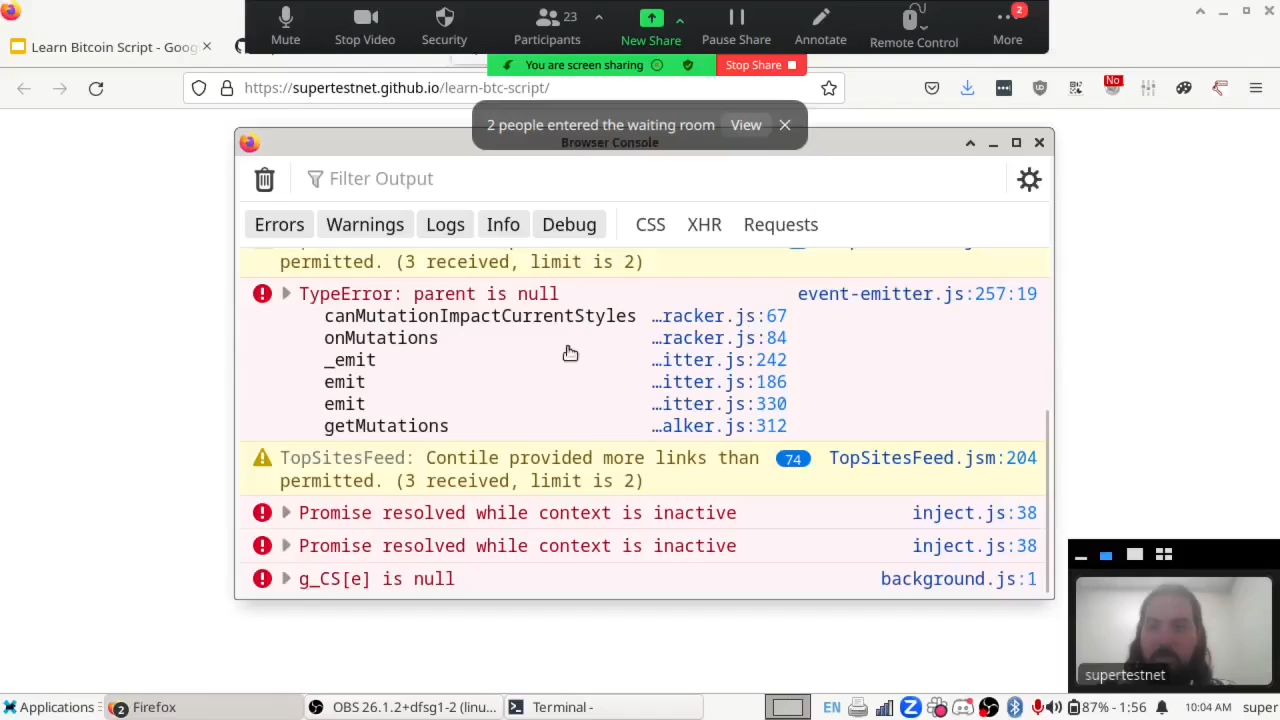 23
2
Mute
Stop Video
Security
Participants
New Share
Pause Share
Annotate
Remote Control
More
Learn Bitcoin Script - Goog
You are screen sharing
Stop Share
https://supertestnet.github.io/learn-btc-script/
No
2 people entered the waiting room View
Browser Console
Filter Output
Errors Warnings Logs Info Debug CSS XHR Requests
permitted. (3 received, limit is 2)
TypeError: parent is null event-emitter.js:257:19
canMutationImpactCurrentStyles …racker.js:67
onMutations …racker.js:84
_emit …itter.js:242
emit …itter.js:186
emit …itter.js:330
getMutations …alker.js:312
TopSitesFeed: Contile provided more links than 74 TopSitesFeed.jsm:204
permitted. (3 received, limit is 2)
Promise resolved while context is inactive inject.js:38
Promise resolved while context is inactive inject.js:38
g_CS[e] is null background.js:1
supertestnet
Applications 2 Firefox OBS 26.1.2+dfsg1-2 (linu... Terminal - EN 87% - 1:56 10:04 AM super